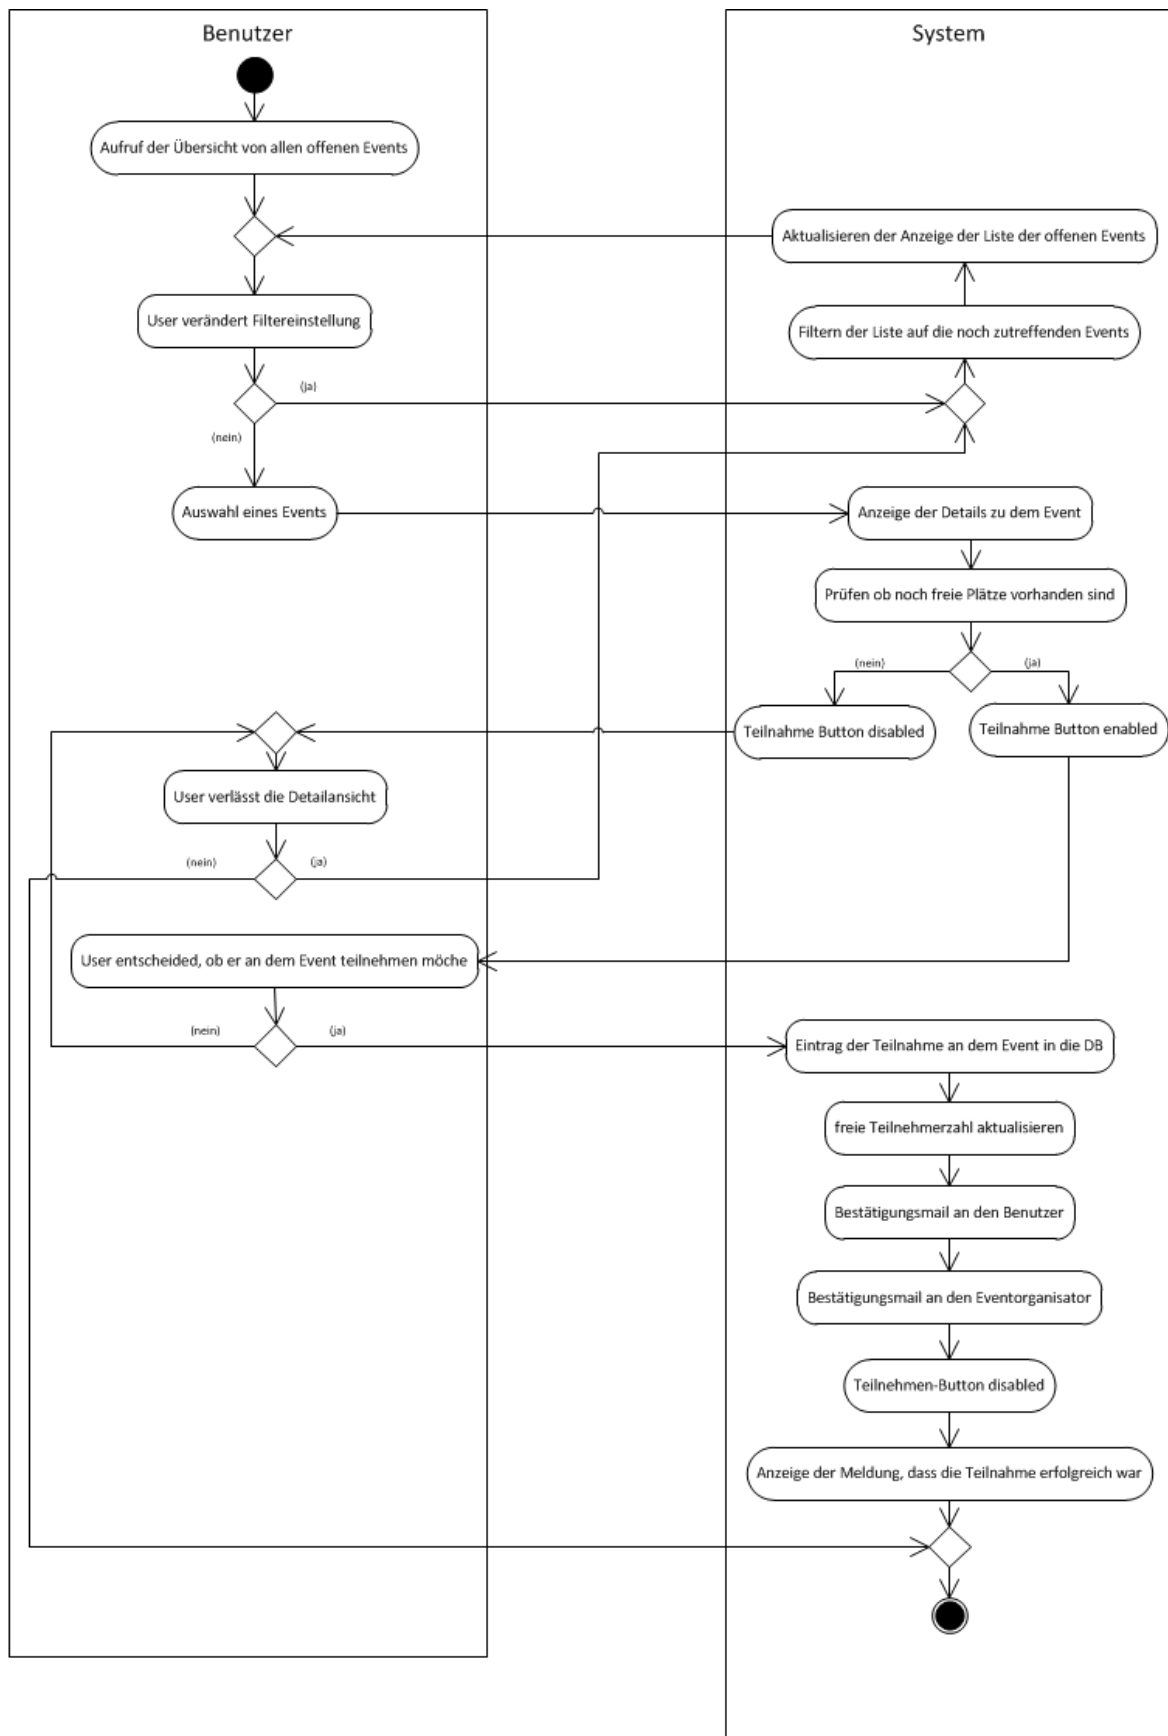 Benutzer
System
Aufruf der Übersicht von allen offenen Events
Aktualisieren der Anzeige der Liste der offenen Events
User verändert Filtereinstellung
Filtern der Liste auf die noch zutreffenden Events
(ja)
(nein)
Auswahl eines Events
Anzeige der Details zu dem Event
Prüfen ob noch freie Plätze vorhanden sind
(nein)
(ja)
Teilnahme Button disabled
Teilnahme Button enabled
User verlässt die Detailansicht
(nein)
(ja)
User entscheided, ob er an dem Event teilnehmen möche
(nein)
(ja)
Eintrag der Teilnahme an dem Event in die DB
freie Teilnehmerzahl aktualisieren
Bestätigungsmail an den Benutzer
Bestätigungsmail an den Eventorganisator
Teilnehmen-Button disabled
Anzeige der Meldung, dass die Teilnahme erfolgreich war